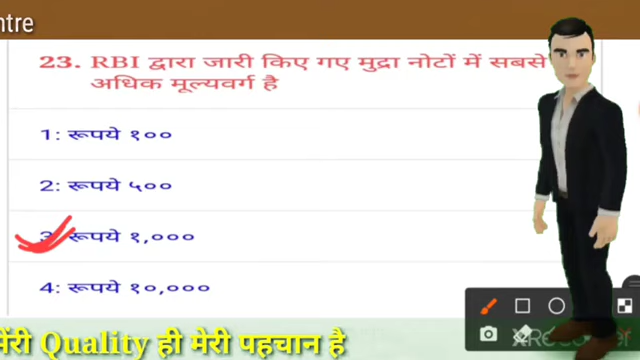 ntre
23. RBI द्वारा जारी किए गए मुद्रा नोटों में सबसे
अधिक मूल्यवर्ग है
1: रूपये १००
2: रूपये ५००
3: रूपये १,०००
4: रूपये १०,०००
मेंरी Quality ही मेरी पहचान है